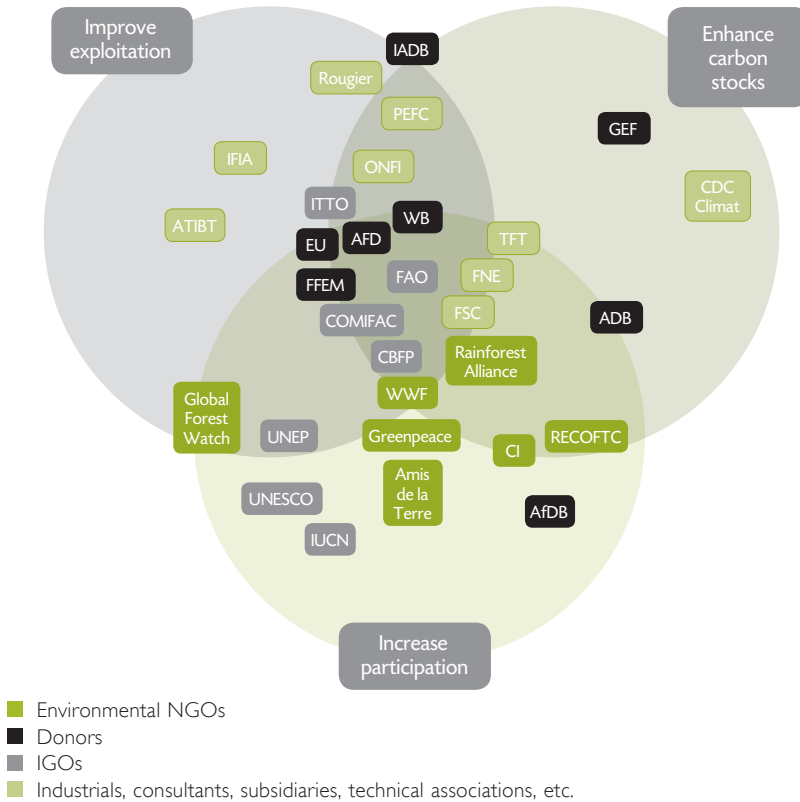 Improve
exploitation
Enhance
carbon
stocks
IADB
Rougier
PEFC
GEF
IFIA
ONFI
CDC
Climat
ITTO
ATIBT
WB
EU
AFD
TFT
FFEM
FAO
FNE
COMIFAC
FSC
ADB
CBFP
Rainforest
Alliance
WWF
Global
Forest
Watch
UNEP
Greenpeace
CI
RECOFTC
UNESCO
Amis
de la
Terre
AfDB
IUCN
Increase
participation
Environmental NGOs
Donors
IGOs
Industrials, consultants, subsidiaries, technical associations, etc.